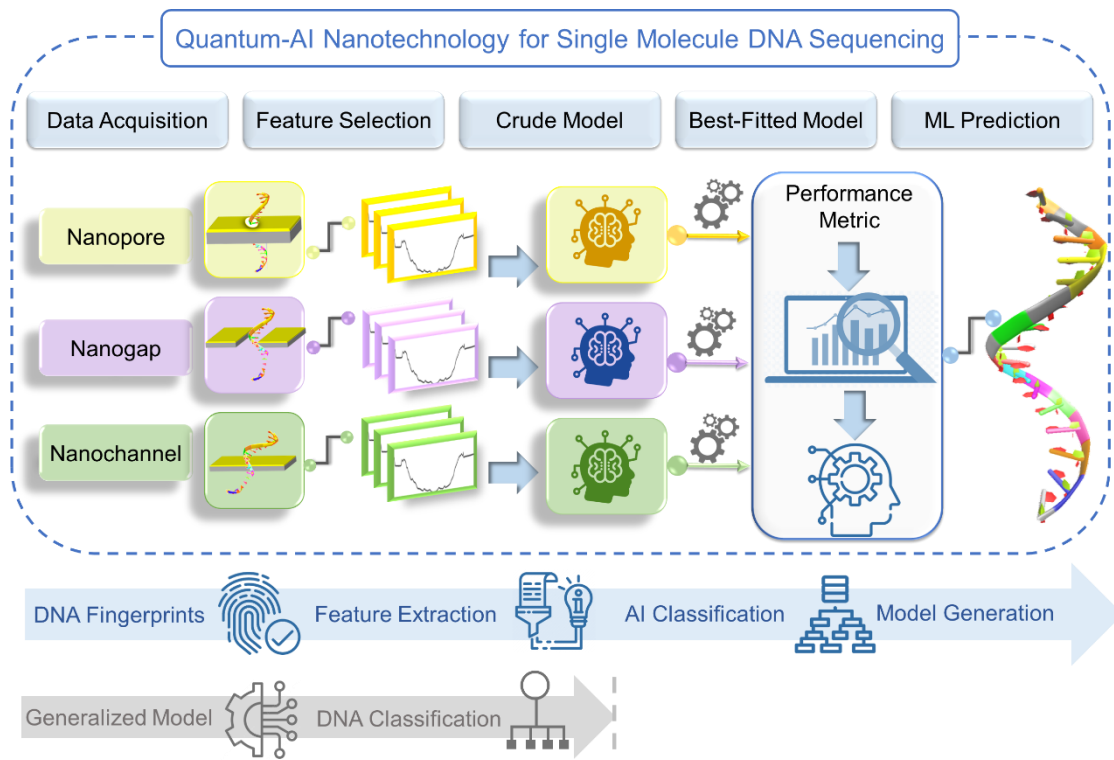 Quantum-AI Nanotechnology for Single Molecule DNA Sequencing
Data Acquisition
Feature Selection
Crude Model
Best-Fitted Model
ML Prediction
Nanopore
Nanogap
Nanochannel
Performance
Metric
DNA Fingerprints
Feature Extraction
AI Classification
Model Generation
Generalized Model
DNA Classification